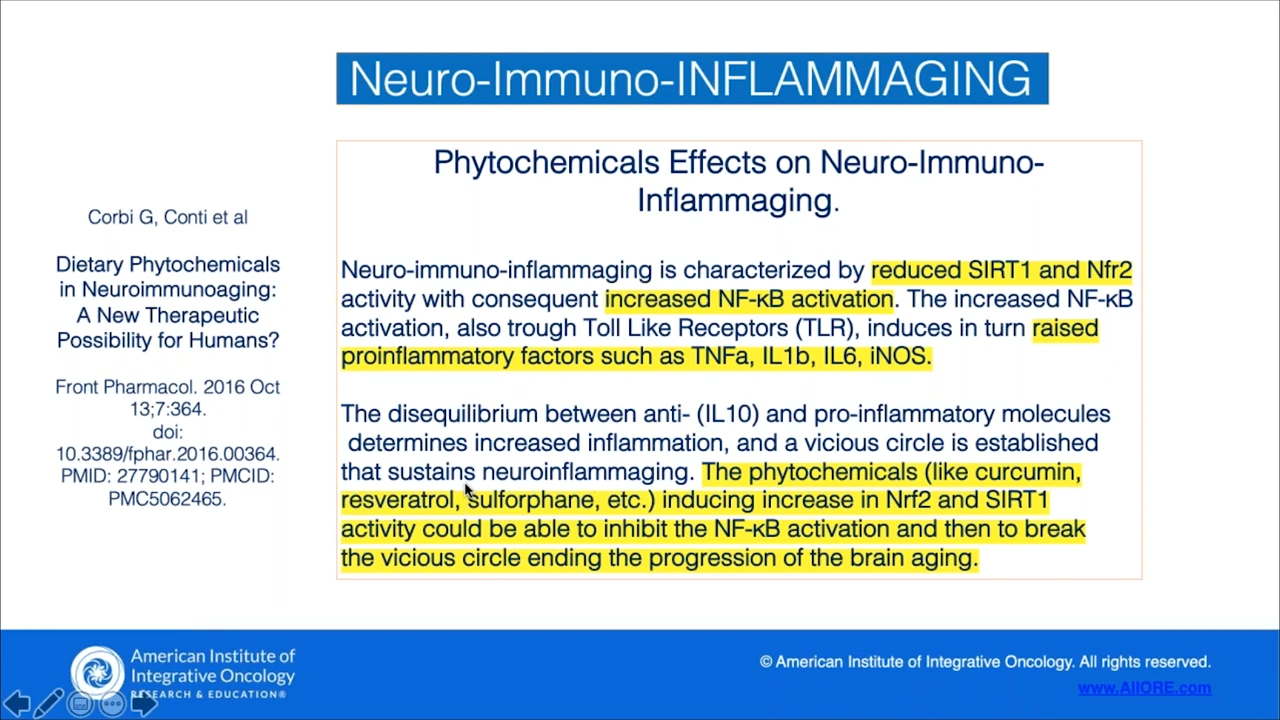 Neuro-Immuno-INFLAMMAGING
Corbi G, Conti et al
Dietary Phytochemicals
in Neuroimmunoaging:
A New Therapeutic
Possibility for Humans?
Front Pharmacol. 2016 Oct
13;7:364.
doi:
10.3389/fphar.2016.00364.
PMID: 27790141; PMCID:
PMC5062465.
Phytochemicals Effects on Neuro-Immuno-
Inflammaging.
Neuro-immuno-inflammaging is characterized by reduced SIRT1 and Nfr2
activity with consequent increased NF-κB activation. The increased NF-κB
activation, also trough Toll Like Receptors (TLR), induces in turn raised
proinflammatory factors such as TNFa, IL1b, IL6, iNOS.
The disequilibrium between anti- (IL10) and pro-inflammatory molecules
determines increased inflammation, and a vicious circle is established
that sustains neuroinflammaging. The phytochemicals (like curcumin,
resveratrol, sulforphane, etc.) inducing increase in Nrf2 and SIRT1
activity could be able to inhibit the NF-κB activation and then to break
the vicious circle ending the progression of the brain aging.
American Institute of
Integrative Oncology
RESEARCH & EDUCATION®
© American Institute of Integrative Oncology. All rights reserved.
www.AIIORE.com